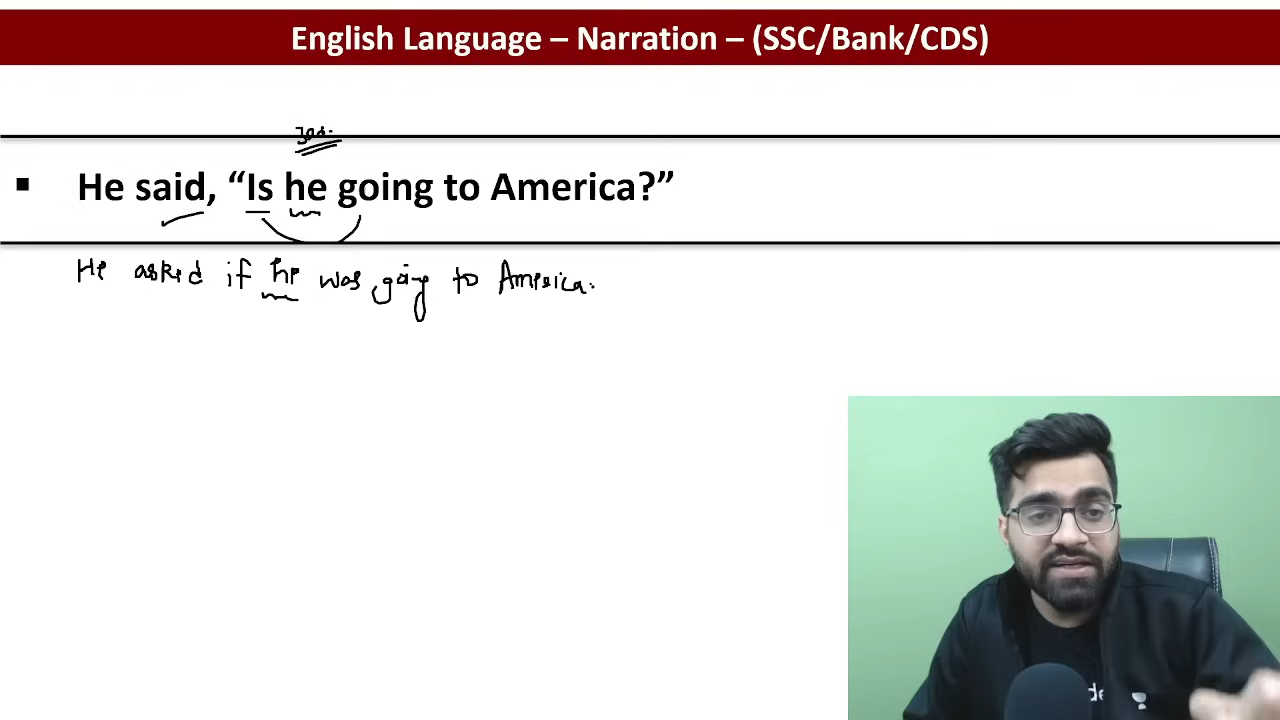 English Language – Narration – (SSC/Bank/CDS)
3rd.
▪ He said, “Is he going to America?”
He asked if he was going to America.
de